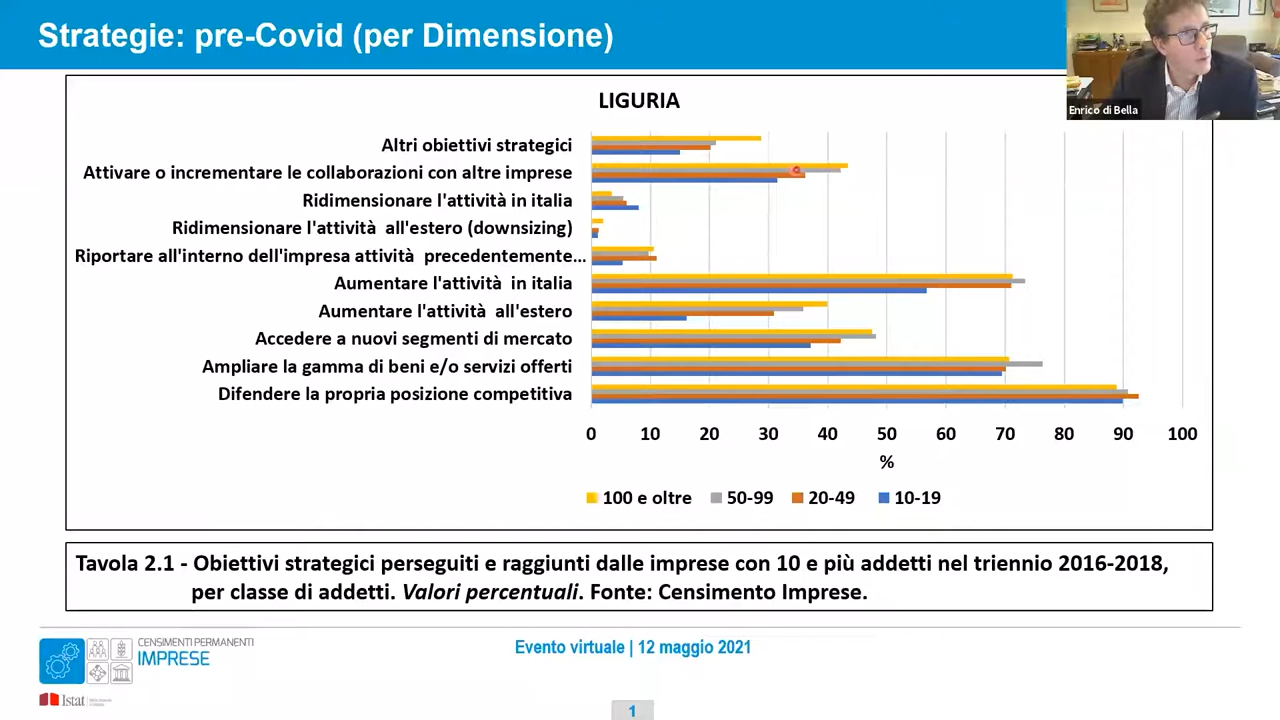 Strategie: pre-Covid (per Dimensione)
Enrico di Bella
LIGURIA
Altri obiettivi strategici
Attivare o incrementare le collaborazioni con altre imprese
Ridimensionare l'attività in italia
Ridimensionare l'attività all'estero (downsizing)
Riportare all'interno dell'impresa attività precedentemente...
Aumentare l'attività in italia
Aumentare l'attività all'estero
Accedere a nuovi segmenti di mercato
Ampliare la gamma di beni e/o servizi offerti
Difendere la propria posizione competitiva
0 10 20 30 40 50 60 70 80 90 100
%
100 e oltre 50-99 20-49 10-19
Tavola 2.1 - Obiettivi strategici perseguiti e raggiunti dalle imprese con 10 e più addetti nel triennio 2016-2018,
per classe di addetti. Valori percentuali. Fonte: Censimento Imprese.
CENSIMENTI PERMANENTI
IMPRESE
Evento virtuale | 12 maggio 2021
Istat
1